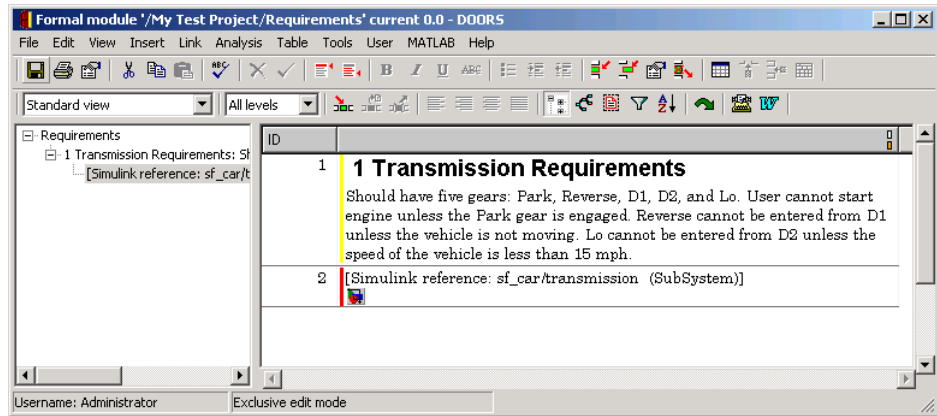 Formal module '/My Test Project/Requirements' current 0.0 - DOORS
File Edit View Insert Link Analysis Table Tools User MATLAB Help
B I U ABC
Standard view All levels W
Requirements
1 Transmission Requirements: Sh
[Simulink reference: sf_car/t
ID
1 1 Transmission Requirements
Should have five gears: Park, Reverse, D1, D2, and Lo. User cannot start
engine unless the Park gear is engaged. Reverse cannot be entered from D1
unless the vehicle is not moving. Lo cannot be entered from D2 unless the
speed of the vehicle is less than 15 mph.
2 [Simulink reference: sf_car/transmission (SubSystem)]
Username: Administrator Exclusive edit mode